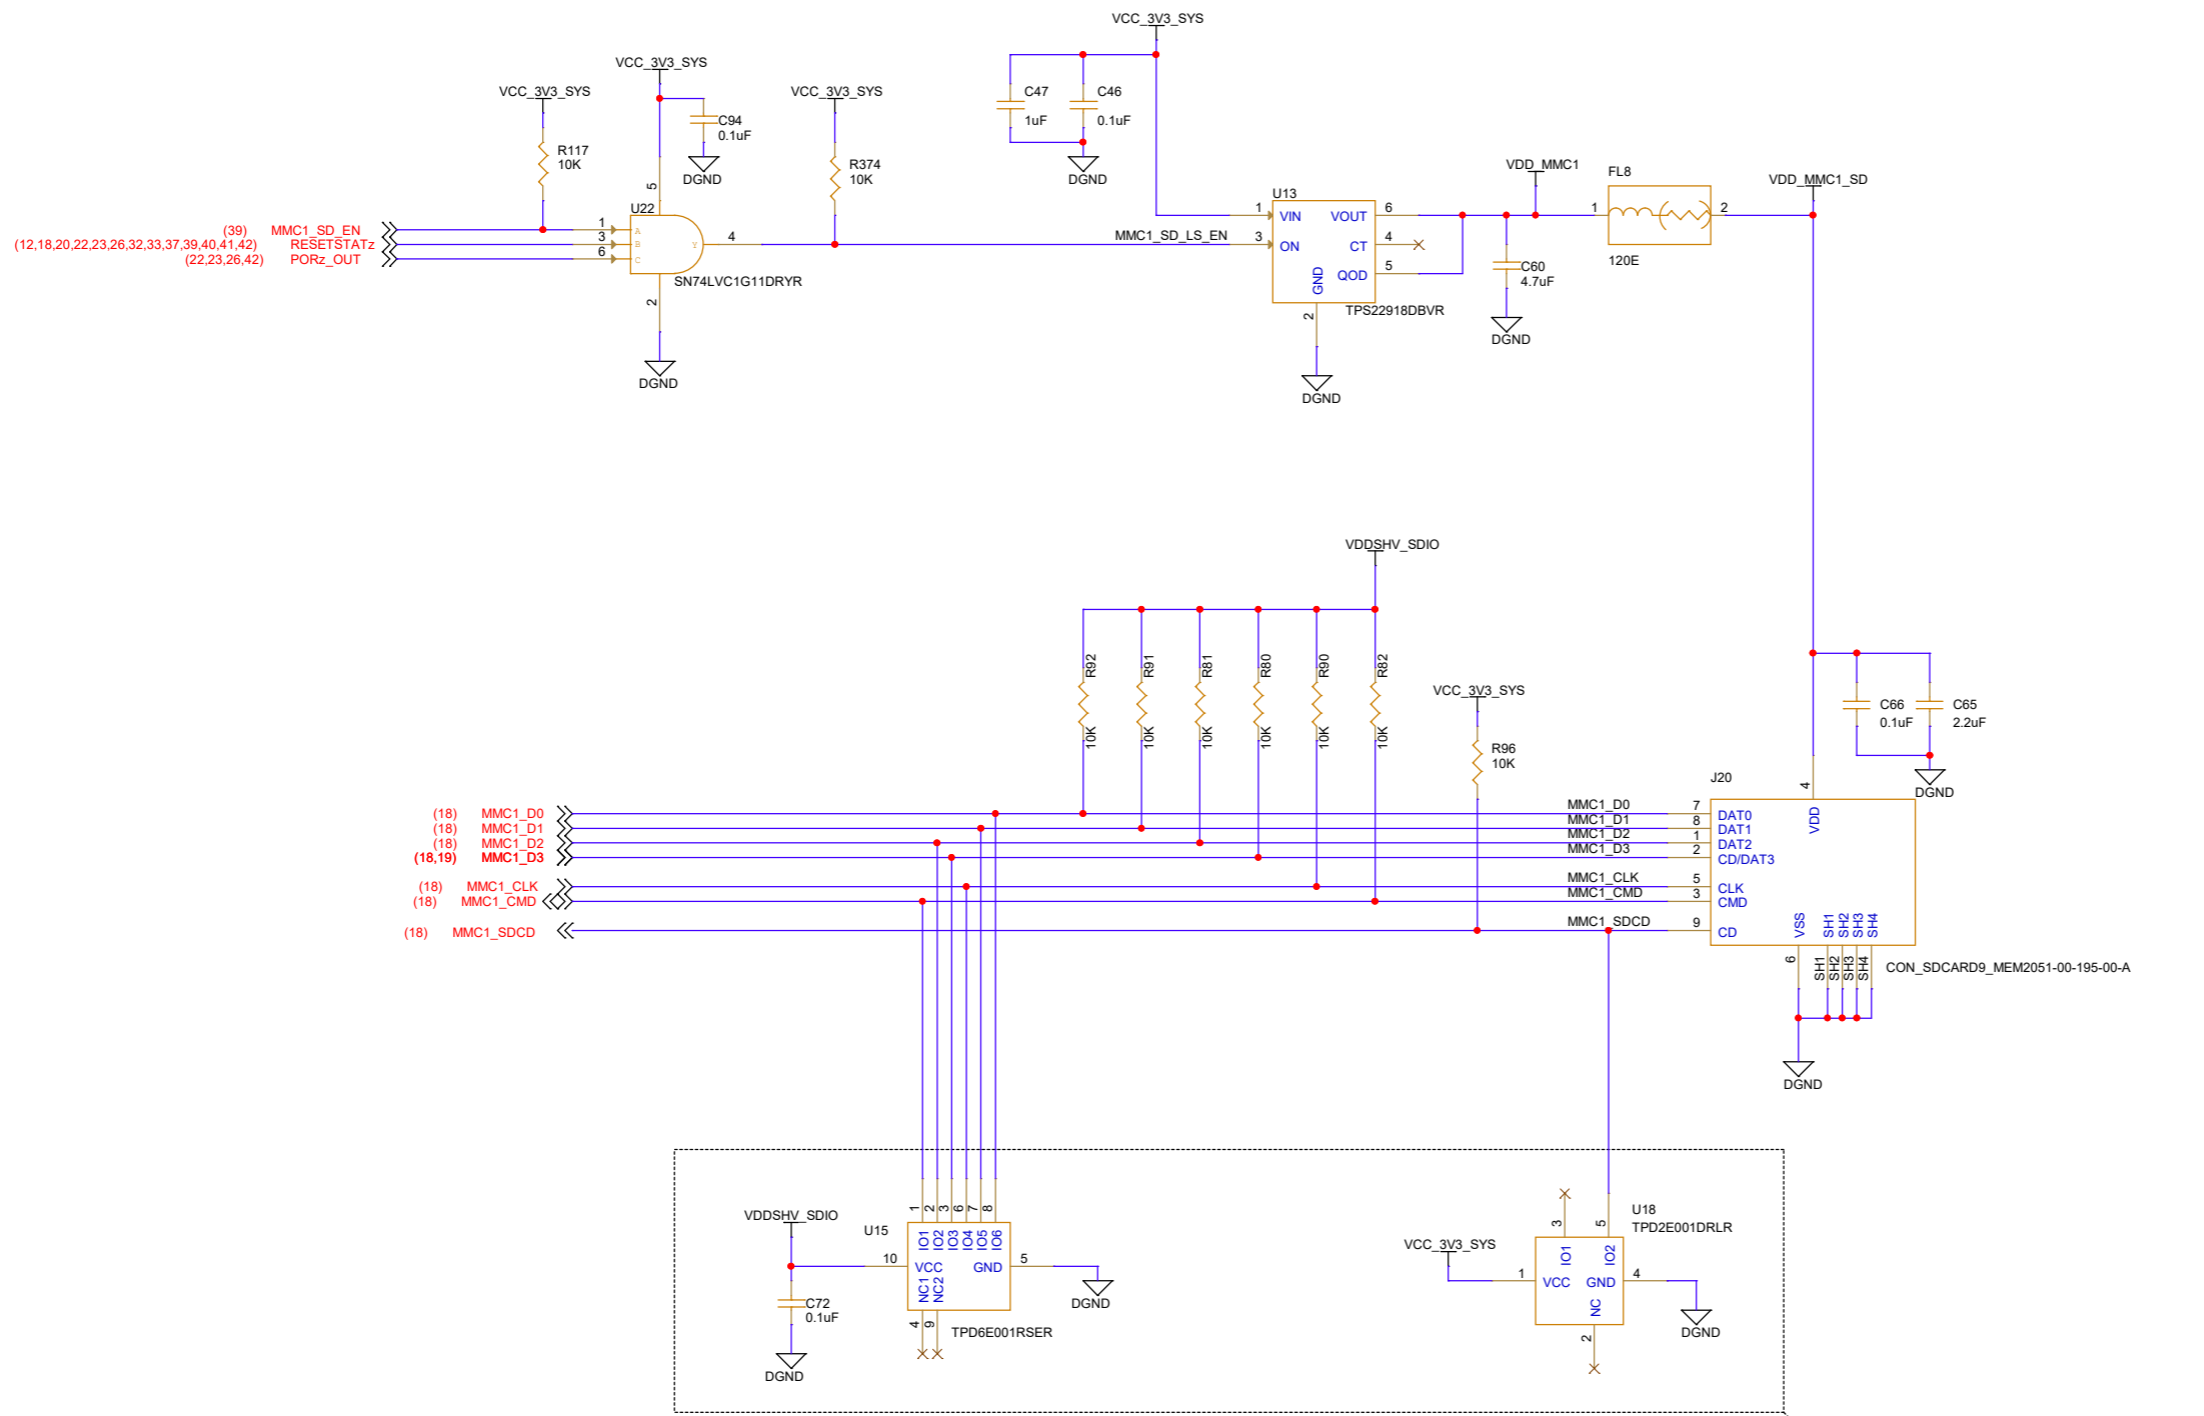 VCC_3V3_SYS
VCC_3V3_SYS
VCC_3V3_SYS
VCC_3V3_SYS
C94
0.1uF
DGND
R117
10K
R374
10K
C47
1uF
C46
0.1uF
DGND
5
U22
(39) MMC1_SD_EN
(12,18,20,22,23,26,32,33,37,39,40,41,42) RESETSTATz
(22,23,26,42) PORz_OUT
1
3
6
A
B
C
Y
4
SN74LVC1G11DRYR
2
DGND
MMC1_SD_LS_EN
U13
1 VIN VOUT 6
3 ON CT 4
QOD 5
GND
2
TPS22918DBVR
DGND
VDD_MMC1
C60
4.7uF
DGND
FL8
1 2
120E
VDD_MMC1_SD
VDDSHV_SDIO
R92
R91
R81
R80
R90
R82
10K
10K
10K
10K
10K
10K
VCC_3V3_SYS
R96
10K
C66
0.1uF
C65
2.2uF
DGND
J20
4
VDD
(18) MMC1_D0
(18) MMC1_D1
(18) MMC1_D2
(18,19) MMC1_D3
(18) MMC1_CLK
(18) MMC1_CMD
(18) MMC1_SDCD
MMC1_D0 7 DAT0
MMC1_D1 8 DAT1
MMC1_D2 1 DAT2
MMC1_D3 2 CD/DAT3
MMC1_CLK 5 CLK
MMC1_CMD 3 CMD
MMC1_SDCD 9 CD
VSS SH1 SH2 SH3 SH4
6 SH1 SH2 SH3 SH4
CON_SDCARD9_MEM2051-00-195-00-A
DGND
VDDSHV_SDIO
C72
0.1uF
DGND
U15
1 2 3 6 7 8
IO1 IO2 IO3 IO4 IO5 IO6
10 VCC GND 5
NC1 NC2
4 9
TPD6E001RSER
DGND
VCC_3V3_SYS
U18
TPD2E001DRLR
3 5
IO1 IO2
1 VCC GND 4
NC
2
DGND